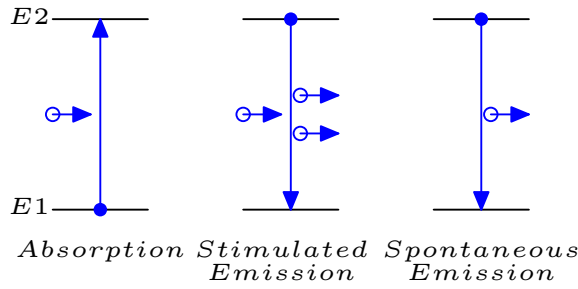 E2
E1
Absorption
Stimulated
Emission
Spontaneous
Emission